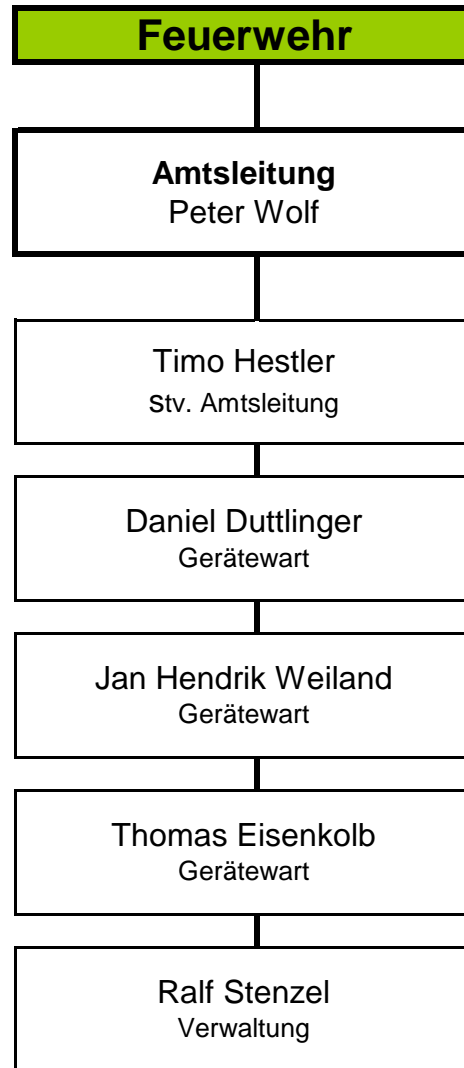 Feuerwehr
Amtsleitung
Peter Wolf
Timo Hestler
stv. Amtsleitung
Daniel Duttlinger
Gerätewart
Jan Hendrik Weiland
Gerätewart
Thomas Eisenkolb
Gerätewart
Ralf Stenzel
Verwaltung